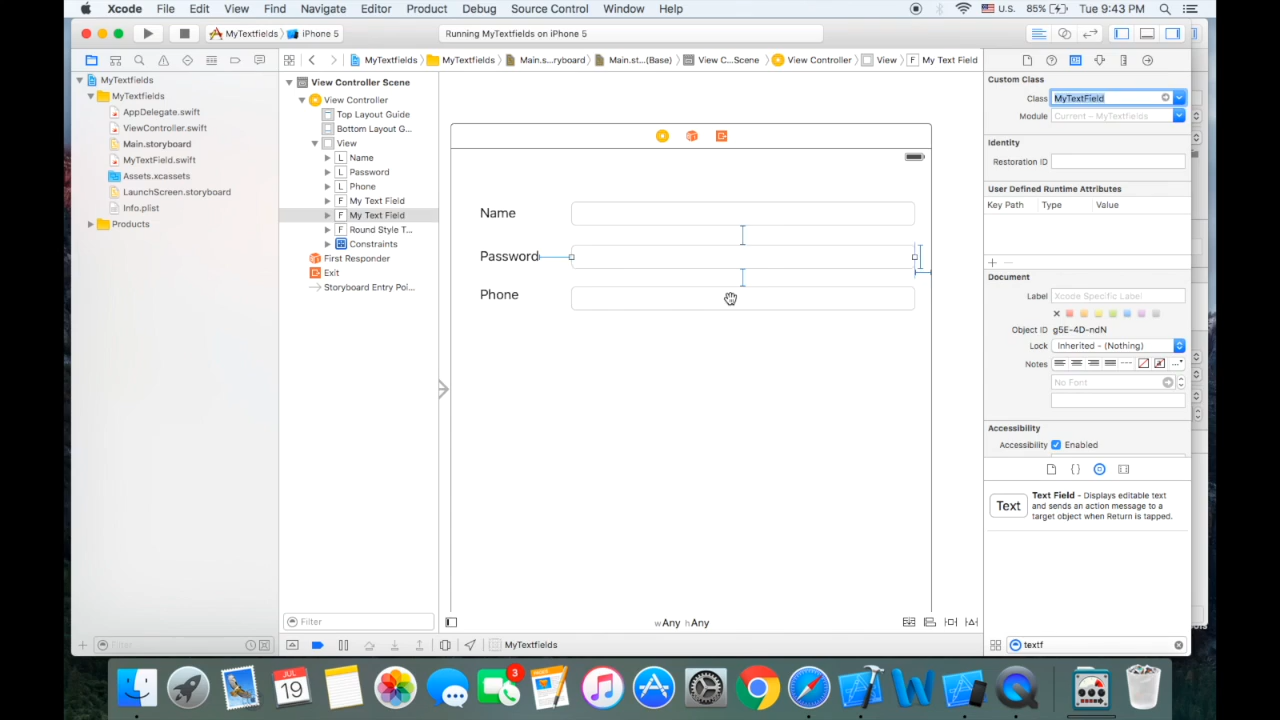 Xcode File Edit View Find Navigate Editor Product Debug Source Control Window Help U.S. 85% Tue 9:43 PM
MyTextfields iPhone 5 Running MyTextfields on iPhone 5
MyTextfields MyTextfields Main.s...ryboard Main.st...(Base) View C...Scene View Controller View F My Text Field
MyTextfields
MyTextfields
AppDelegate.swift
ViewController.swift
Main.storyboard
MyTextField.swift
Assets.xcassets
LaunchScreen.storyboard
Info.plist
Products
Filter
View Controller Scene
View Controller
Top Layout Guide
Bottom Layout G...
View
L Name
L Password
L Phone
F My Text Field
F My Text Field
F Round Style T...
Constraints
First Responder
Exit
Storyboard Entry Poi...
Filter
Name
Password
Phone
wAny hAny
MyTextfields
Custom Class
Class MyTextField
Module Current – MyTextfields
Identity
Restoration ID
User Defined Runtime Attributes
Key Path Type Value
Document
Label Xcode Specific Label
Object ID g5E-4D-ndN
Lock Inherited - (Nothing)
Notes
No Font
Accessibility
Accessibility Enabled
Text
Text Field - Displays editable text
and sends an action message to a
target object when Return is tapped.
textf
JUL
19
3